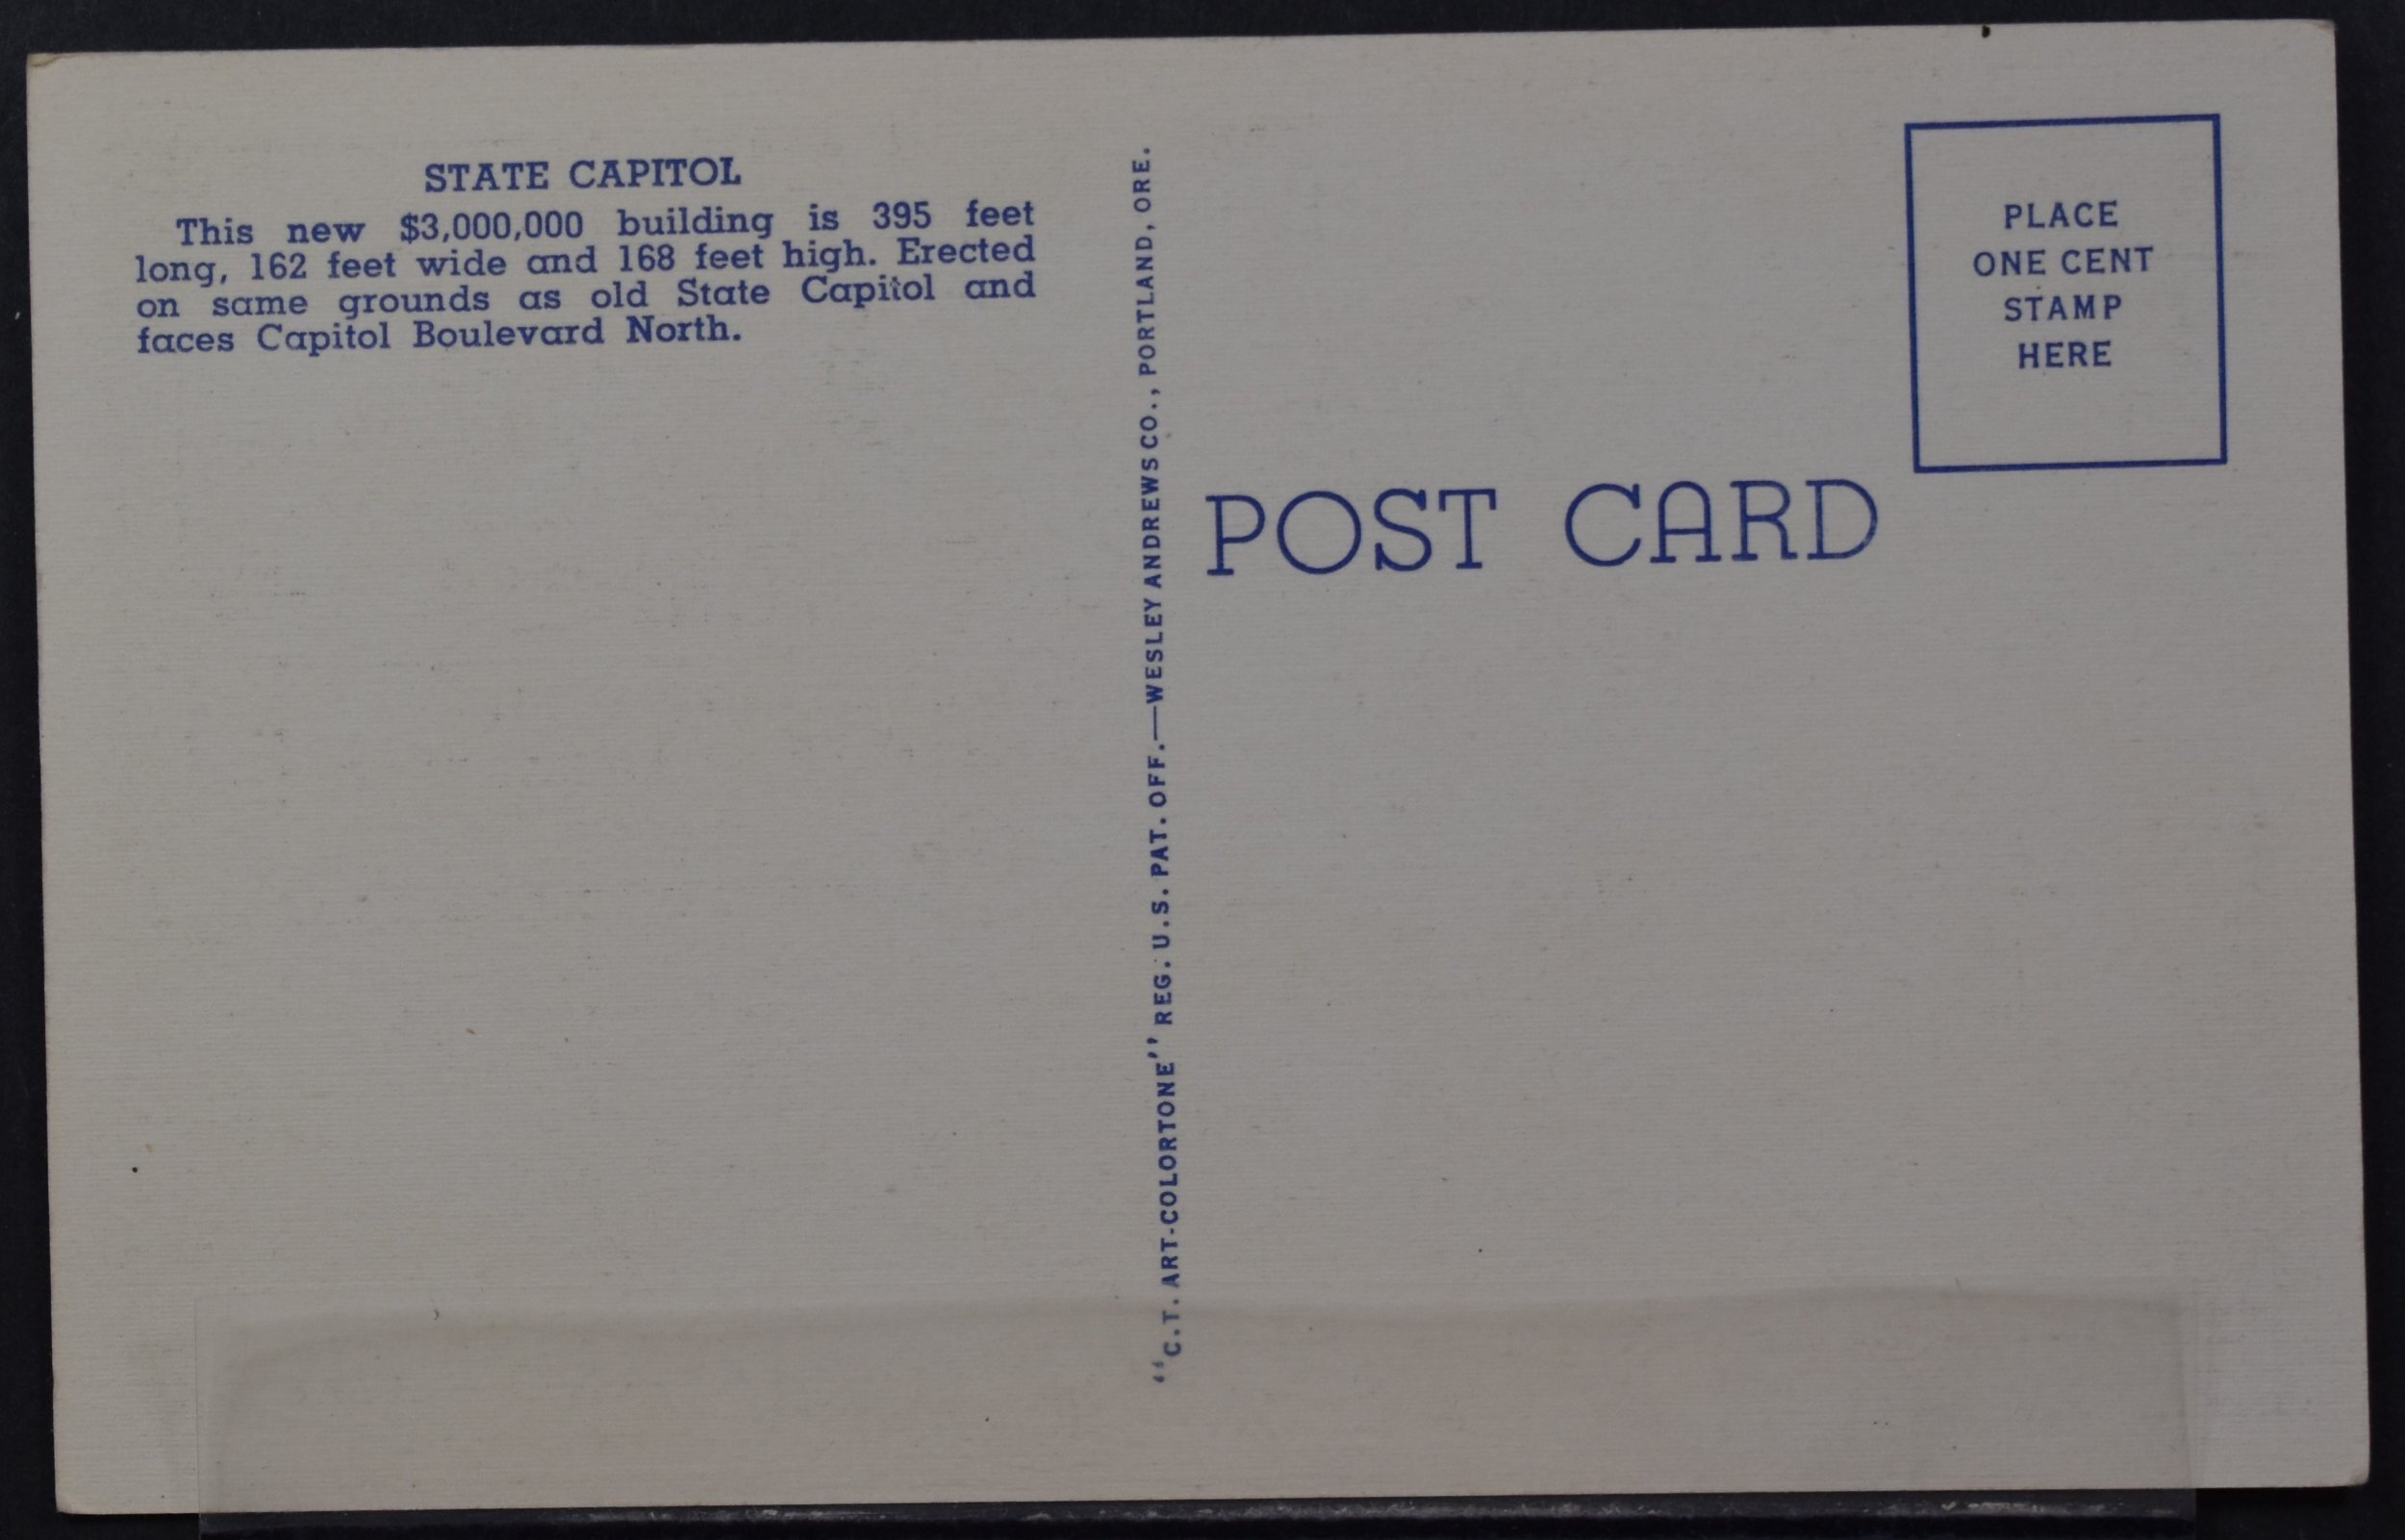 STATE CAPITOL
This new $3,000,000 building is 395 feet
long, 162 feet wide and 168 feet high. Erected
on same grounds as old State Capitol and
faces Capitol Boulevard North.
"C.T. ART-COLORTONE" REG. U.S. PAT. OFF.—WESLEY ANDREWS CO., PORTLAND, ORE.
POST CARD
PLACE
ONE CENT
STAMP
HERE